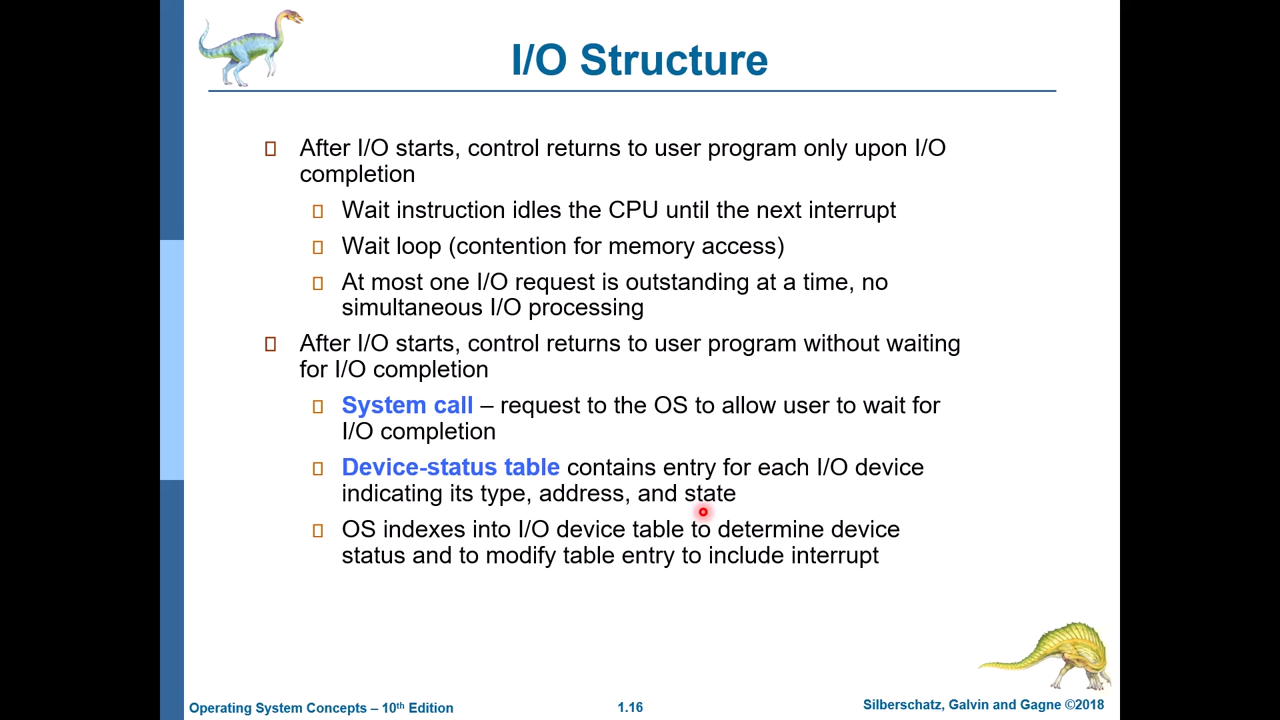 I/O Structure
After I/O starts, control returns to user program only upon I/O
completion
Wait instruction idles the CPU until the next interrupt
Wait loop (contention for memory access)
At most one I/O request is outstanding at a time, no
simultaneous I/O processing
After I/O starts, control returns to user program without waiting
for I/O completion
System call – request to the OS to allow user to wait for
I/O completion
Device-status table contains entry for each I/O device
indicating its type, address, and state
OS indexes into I/O device table to determine device
status and to modify table entry to include interrupt
Operating System Concepts – 10th Edition
1.16
Silberschatz, Galvin and Gagne ©2018